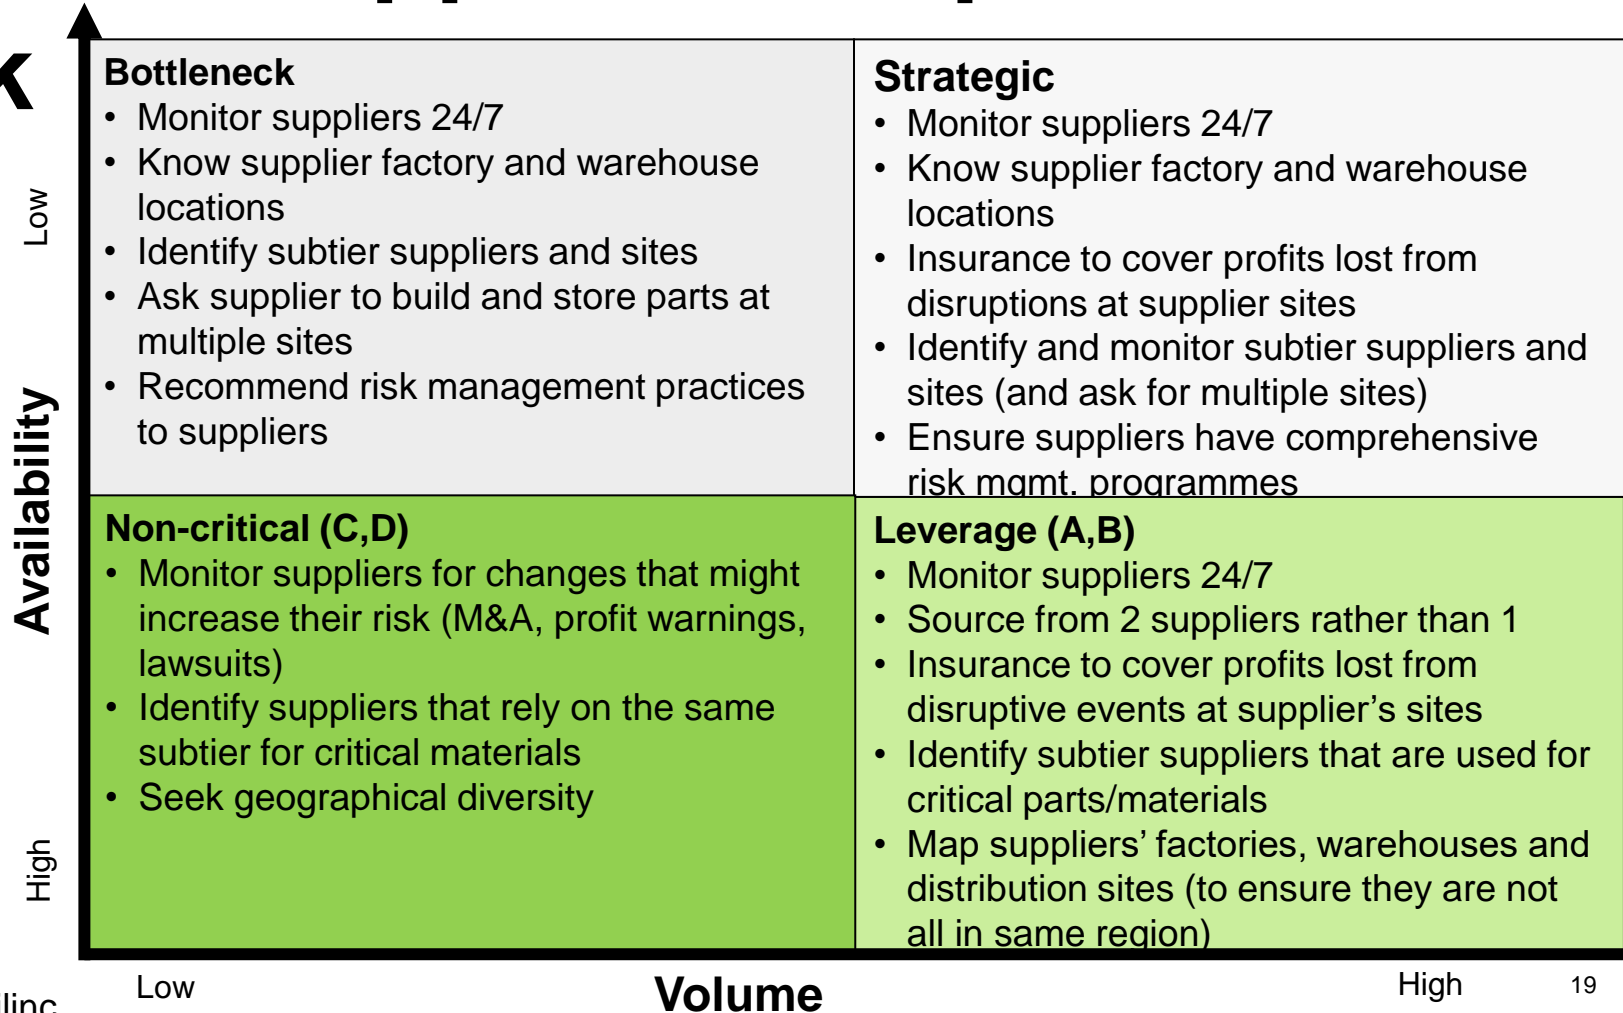 Bottleneck
• Monitor suppliers 24/7
• Know supplier factory and warehouse
locations
• Identify subtier suppliers and sites
• Ask supplier to build and store parts at
multiple sites
• Recommend risk management practices
to suppliers
Strategic
• Monitor suppliers 24/7
• Know supplier factory and warehouse
locations
• Insurance to cover profits lost from
disruptions at supplier sites
• Identify and monitor subtier suppliers and
sites (and ask for multiple sites)
• Ensure suppliers have comprehensive
risk mgmt. programmes
Low
Availability
High
Non-critical (C,D)
• Monitor suppliers for changes that might
increase their risk (M&A, profit warnings,
lawsuits)
• Identify suppliers that rely on the same
subtier for critical materials
• Seek geographical diversity
Leverage (A,B)
• Monitor suppliers 24/7
• Source from 2 suppliers rather than 1
• Insurance to cover profits lost from
disruptive events at supplier’s sites
• Identify subtier suppliers that are used for
critical parts/materials
• Map suppliers’ factories, warehouses and
distribution sites (to ensure they are not
all in same region)
Low
Volume
High
19